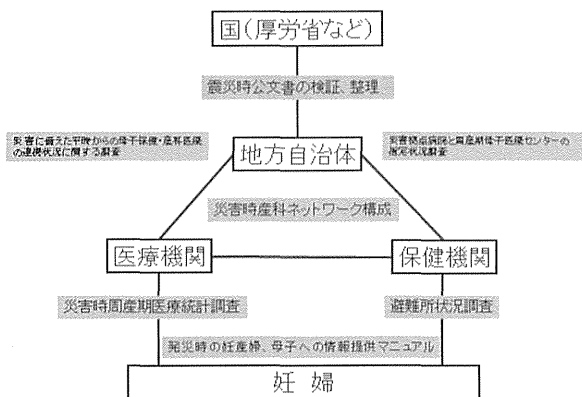 国(厚労省など)
震災時公文書の検証、整理
災害に備えた平時からの母子保健・産科医療
の連携状況に関する調査
災害拠点病院と周産期母子医療センターの
指定状況調査
地方自治体
災害時産科ネットワーク構成
医療機関
保健機関
災害時周産期医療統計調査
避難所状況調査
発災時の妊産婦、母子への情報提供マニュアル
妊婦